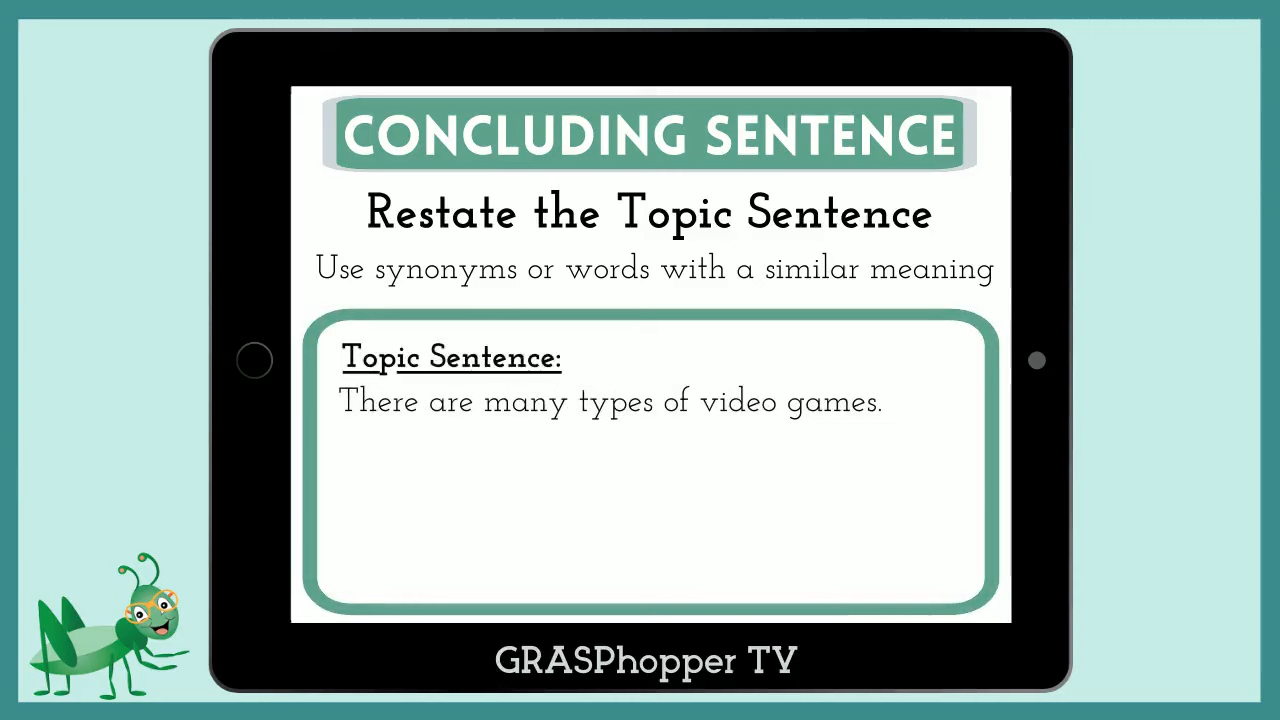 CONCLUDING SENTENCE
Restate the Topic Sentence
Use synonyms or words with a similar meaning
Topic Sentence:
There are many types of video games.
GRASPhopper TV